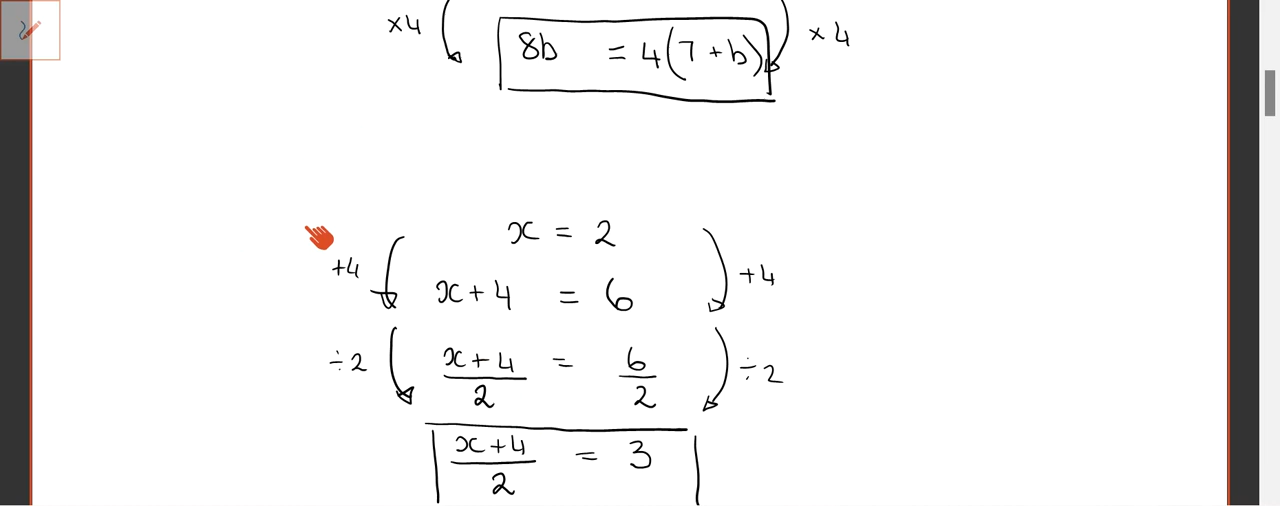 ×4 8b = 4(7 + b) × 4
x = 2
+4 +4
x + 4 = 6
÷2 x + 4 / 2 = 6 / 2 ÷2
x + 4 / 2 = 3